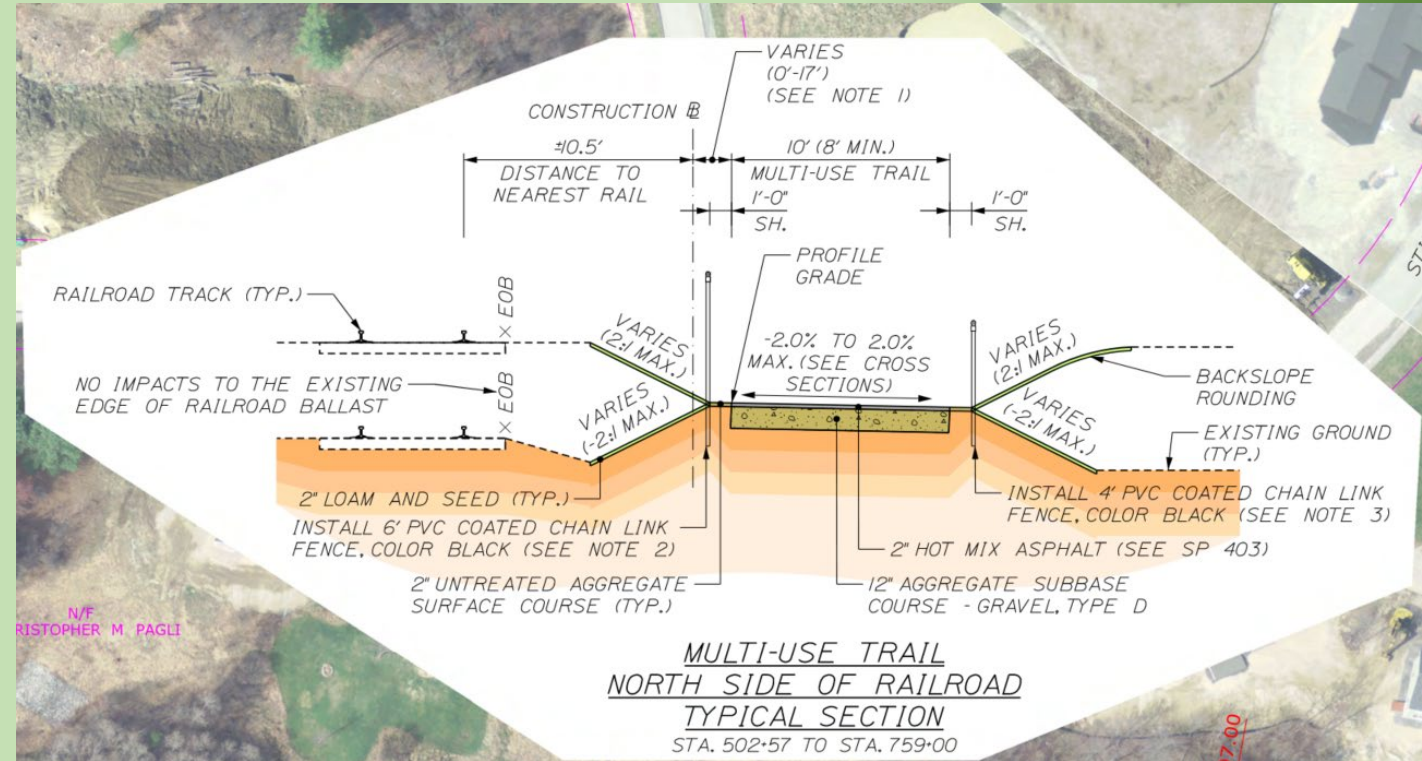 VARIES
(0'-17')
(SEE NOTE 1)
CONSTRUCTION B
±10.5'
DISTANCE TO
NEAREST RAIL
10' (8' MIN.)
MULTI-USE TRAIL
1'-0"
SH.
1'-0"
SH.
PROFILE
GRADE
RAILROAD TRACK (TYP.)
× EOB
VARIES
(2:1 MAX.)
-2.0% TO 2.0%
MAX. (SEE CROSS
SECTIONS)
VARIES
(2:1 MAX.)
BACKSLOPE
ROUNDING
NO IMPACTS TO THE EXISTING
EDGE OF RAILROAD BALLAST
× EOB
VARIES
(-2:1 MAX.)
VARIES
(-2:1 MAX.)
EXISTING GROUND
(TYP.)
2" LOAM AND SEED (TYP.)
INSTALL 6' PVC COATED CHAIN LINK
FENCE, COLOR BLACK (SEE NOTE 2)
INSTALL 4' PVC COATED CHAIN LINK
FENCE, COLOR BLACK (SEE NOTE 3)
2" HOT MIX ASPHALT (SEE SP 403)
2" UNTREATED AGGREGATE
SURFACE COURSE (TYP.)
12" AGGREGATE SUBBASE
COURSE - GRAVEL, TYPE D
N/F
RISTOPHER M PAGLI
MULTI-USE TRAIL
NORTH SIDE OF RAILROAD
TYPICAL SECTION
STA. 502+57 TO STA. 759+00
97.00